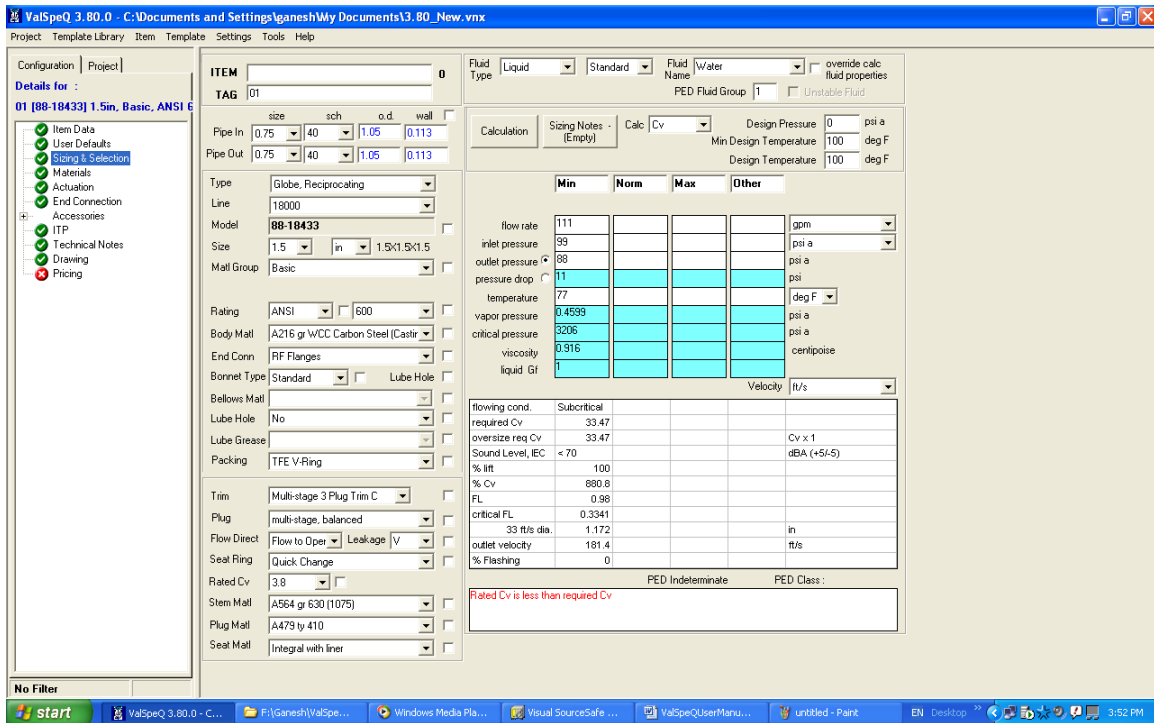 ValSpeQ 3.80.0 - C:\Documents and Settings\ganesh\My Documents\3.80_New.vnx
Project Template Library Item Template Settings Tools Help
Configuration Project
Details for :
01 [88-18433] 1.5in, Basic, ANSI 6
Item Data
User Defaults
Sizing & Selection
Materials
Actuation
End Connection
Accessories
ITP
Technical Notes
Drawing
Pricing
No Filter
ITEM 0
TAG 01
size sch o.d. wall
Pipe In 0.75 40 1.05 0.113
Pipe Out 0.75 40 1.05 0.113
Type Globe, Reciprocating
Line 18000
Model 88-18433
Size 1.5 in 1.5X1.5X1.5
Matl Group Basic
Rating ANSI 600
Body Matl A216 gr WCC Carbon Steel (Castir
End Conn RF Flanges
Bonnet Type Standard Lube Hole
Bellows Matl
Lube Hole No
Lube Grease
Packing TFE V-Ring
Trim Multi-stage 3 Plug Trim C
Plug multi-stage, balanced
Flow Direct Flow to Oper Leakage V
Seat Ring Quick Change
Rated Cv 3.8
Stem Matl A564 gr 630 (1075)
Plug Matl A479 ty 410
Seat Matl Integral with liner
Fluid Type Liquid Standard Fluid Name Water override calc fluid properties
PED Fluid Group 1 Unstable Fluid
Calculation Sizing Notes - (Empty) Calc Cv Design Pressure 0 psi a
Min Design Temperature 100 deg F
Design Temperature 100 deg F
Min Norm Max Other
flow rate 111 gpm
inlet pressure 99 psi a
outlet pressure 88 psi a
pressure drop 11 psi
temperature 77 deg F
vapor pressure 0.4599 psi a
critical pressure 3206 psi a
viscosity 0.916 centipoise
liquid Gf 1
Velocity ft/s
flowing cond. Subcritical
required Cv 33.47
oversize req Cv 33.47 Cv x 1
Sound Level, IEC < 70 dBA (+5/-5)
% lift 100
% Cv 880.8
FL 0.98
critical FL 0.3341
33 ft/s dia. 1.172 in
outlet velocity 181.4 ft/s
% Flashing 0
PED Indeterminate PED Class :
Rated Cv is less than required Cv
start ValSpeQ 3.80.0 - C... F:\Ganesh\ValSpe... Windows Media Pla... Visual SourceSafe ... ValSpeQUserManu... untitled - Paint EN Desktop » 3:52 PM